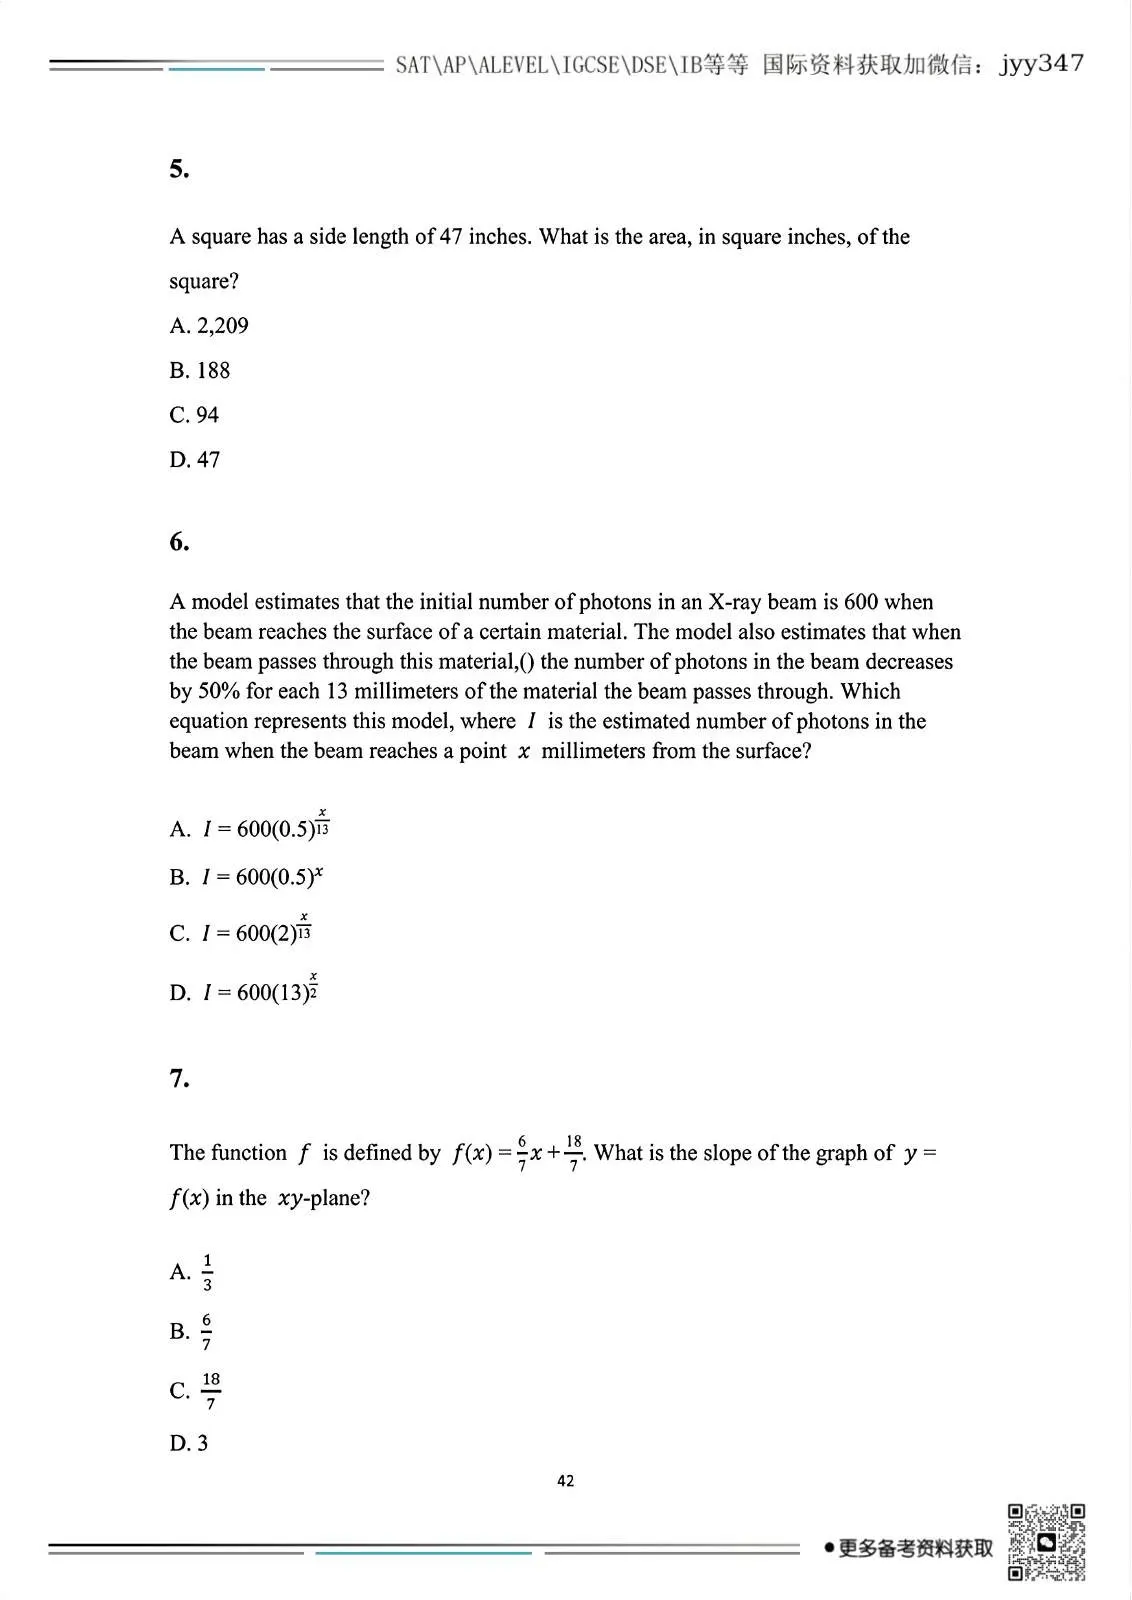 SAT\AP\ALEVEL\IGCSE\DSE\IB等等 国际资料获取加微信: jyy347
5.
A square has a side length of 47 inches. What is the area, in square inches, of the
square?
A. 2,209
B. 188
C. 94
D. 47
6.
A model estimates that the initial number of photons in an X-ray beam is 600 when
the beam reaches the surface of a certain material. The model also estimates that when
the beam passes through this material,() the number of photons in the beam decreases
by 50% for each 13 millimeters of the material the beam passes through. Which
equation represents this model, where I is the estimated number of photons in the
beam when the beam reaches a point x millimeters from the surface?
A. I = 600(0.5)^(x/13)
B. I = 600(0.5)^x
C. I = 600(2)^(x/13)
D. I = 600(13)^(x/2)
7.
The function f is defined by f(x) = 6/7 x + 18/7. What is the slope of the graph of y =
f(x) in the xy-plane?
A. 1/3
B. 6/7
C. 18/7
D. 3
42
●更多备考资料获取